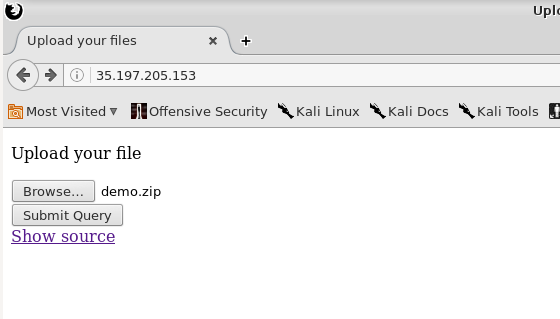 Uplo
Upload your files
35.197.205.153
Most Visited Offensive Security Kali Linux Kali Docs Kali Tools
Upload your file
Browse... demo.zip
Submit Query
Show source